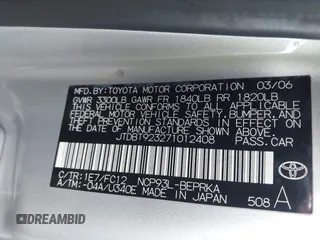 MFD. BY: TOYOTA MOTOR CORPORATION 03/06
GVWR 3300LB GAWR FR 1840LB RR 1820LB
THIS VEHICLE CONFORMS TO ALL APPLICABLE
FEDERAL MOTOR VEHICLE SAFETY, BUMPER, AND
THEFT PREVENTION STANDARDS IN EFFECT ON
THE DATE OF MANUFACTURE SHOWN ABOVE.
JTDBT923271012408 PASS.CAR
C/TR: 1E7/FC12 NCP93L-BEPRKA
A/TM: -04A/U340E MADE IN JAPAN 508 A
TOYOTA
DREAMBID